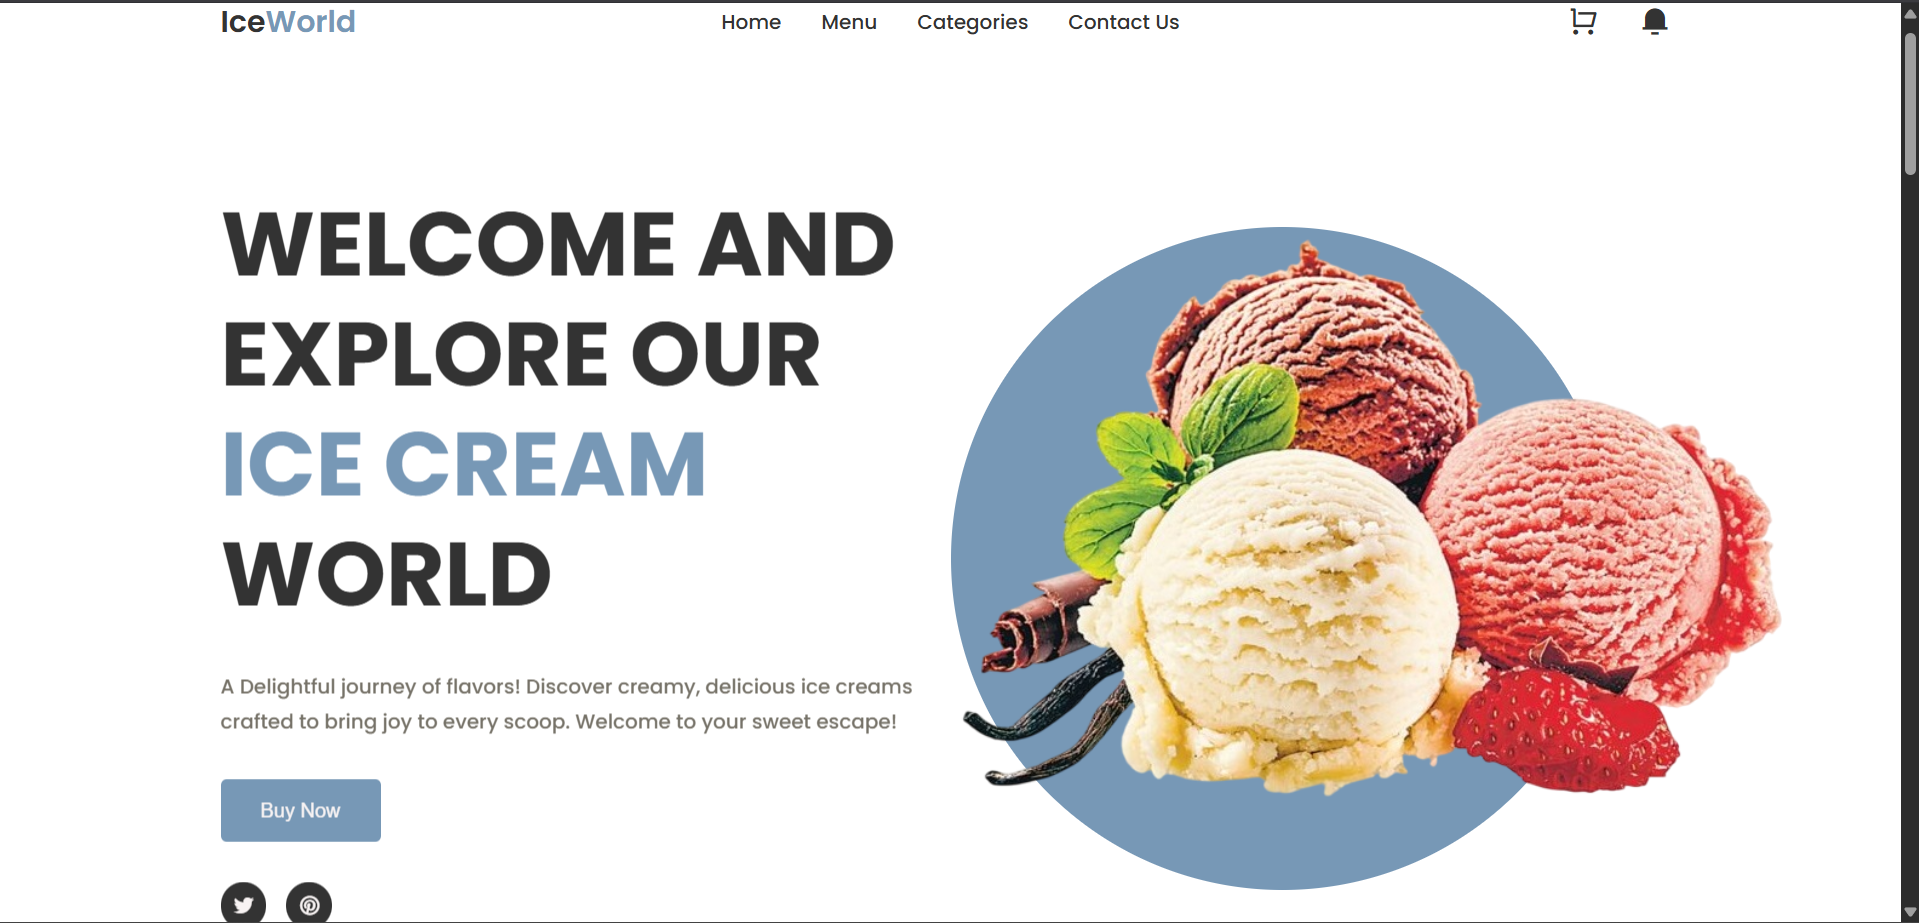 IceWorld
Home Menu Categories Contact Us
WELCOME AND
EXPLORE OUR
ICE CREAM
WORLD
A Delightful journey of flavors! Discover creamy, delicious ice creams
crafted to bring joy to every scoop. Welcome to your sweet escape!
Buy Now